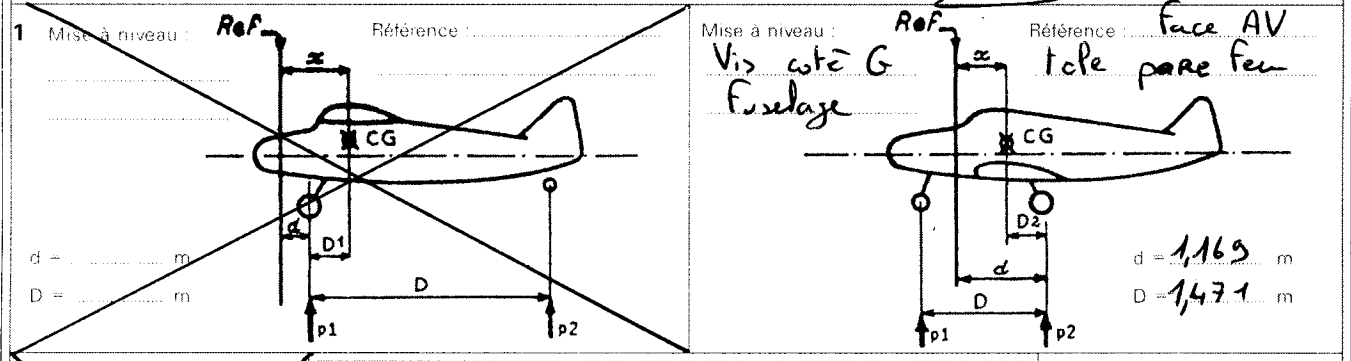 1 Mise à niveau :
Ref.
Référence :
x
CG
d
D1
d = m
D = m
D
p1
p2
Mise à niveau :
Vis coté G
Fuselage
Ref.
Référence : Face AV
tole pare feu
x
CG
D2
d
d = 1,169 m
D = 1,471 m
D
p1
p2